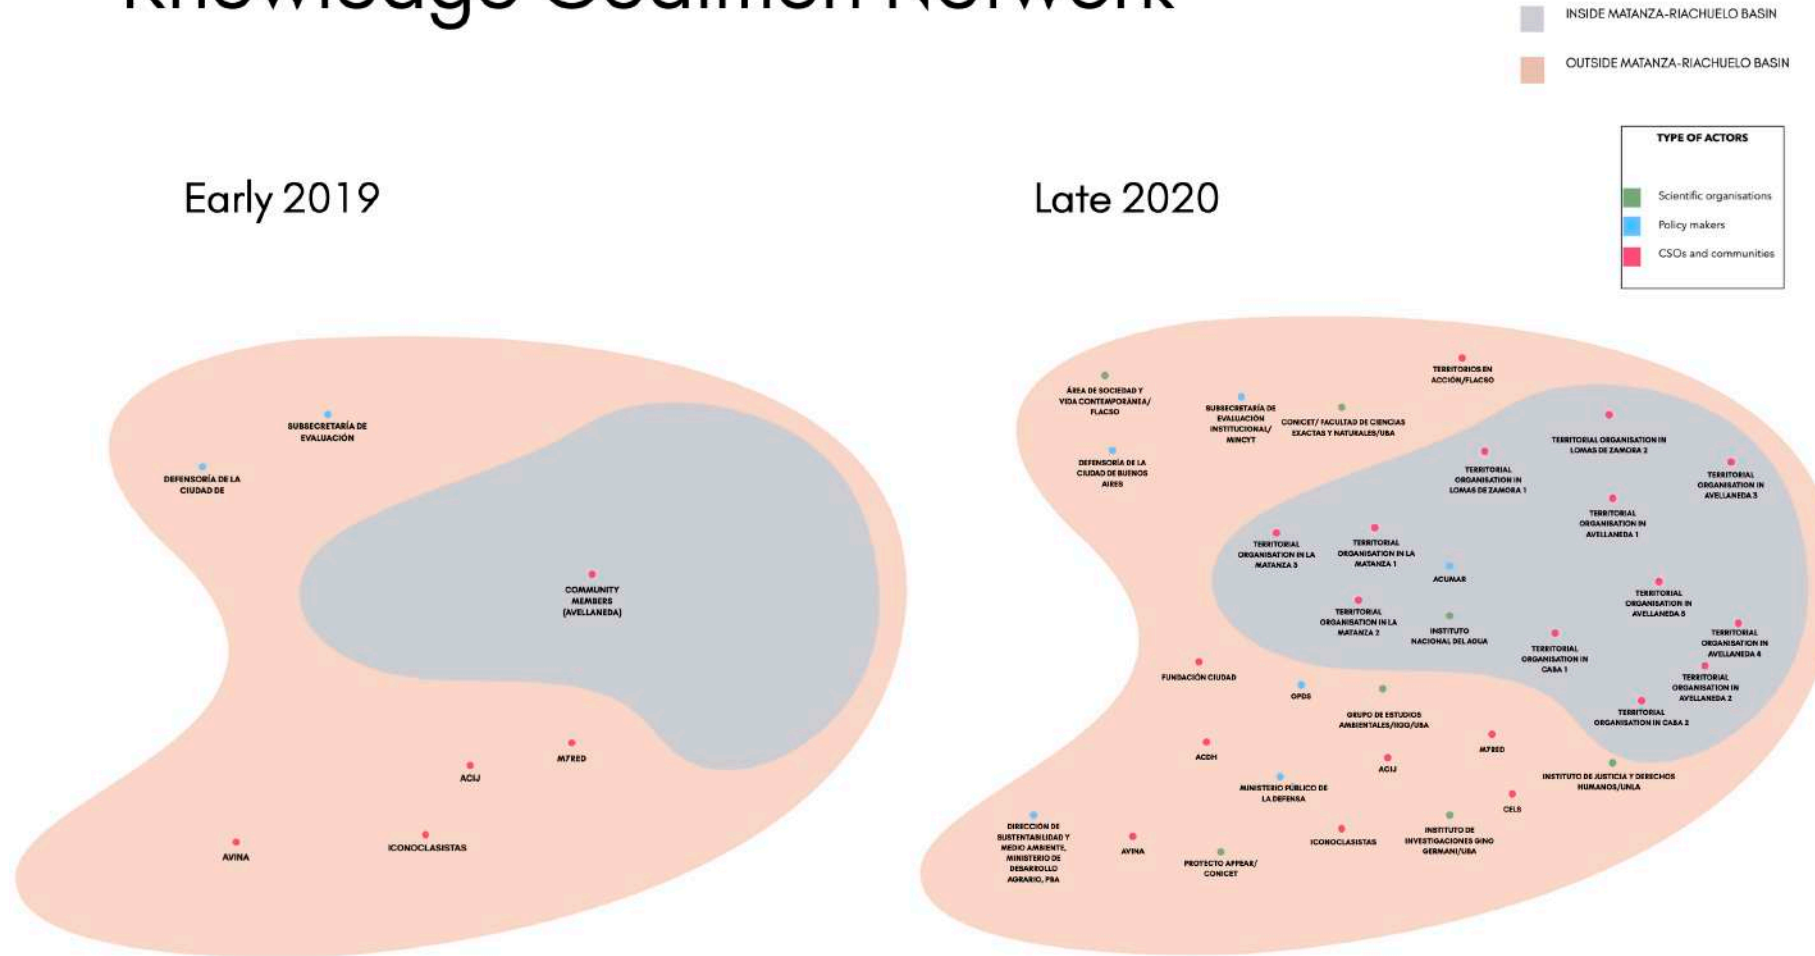 Knowledge Coalition Network
INSIDE MATANZA-RIACHUELO BASIN
OUTSIDE MATANZA-RIACHUELO BASIN
TYPE OF ACTORS
Scientific organisations
Policy makers
CSOs and communities
Early 2019
SUBSECRETARÍA DE
EVALUACIÓN
DEFENSORÍA DE LA
CIUDAD DE
COMMUNITY
MEMBERS
(AVELLANEDA)
M7RED
ACIJ
ICONOCLASISTAS
AVINA
Late 2020
TERRITORIOS EN
ACCIÓN/FLACSO
ÁREA DE SOCIEDAD Y
VIDA CONTEMPORÁNEA/
FLACSO
SUBSECRETARÍA DE
EVALUACIÓN
INSTITUCIONAL/
MINCYT
CONICET/ FACULTAD DE CIENCIAS
EXACTAS Y NATURALES/UBA
DEFENSORÍA DE LA
CIUDAD DE BUENOS
AIRES
TERRITORIAL ORGANISATION IN
LOMAS DE ZAMORA 2
TERRITORIAL
ORGANISATION IN
LOMAS DE ZAMORA 1
TERRITORIAL
ORGANISATION IN
AVELLANEDA 3
TERRITORIAL
ORGANISATION IN
AVELLANEDA 1
TERRITORIAL
ORGANISATION IN LA
MATANZA 3
TERRITORIAL
ORGANISATION IN LA
MATANZA 1
ACUMAR
TERRITORIAL
ORGANISATION IN
AVELLANEDA 5
TERRITORIAL
ORGANISATION IN LA
MATANZA 2
INSTITUTO
NACIONAL DEL AGUA
TERRITORIAL
ORGANISATION IN
CABA 1
TERRITORIAL
ORGANISATION IN
AVELLANEDA 4
TERRITORIAL
ORGANISATION IN
AVELLANEDA 2
TERRITORIAL
ORGANISATION IN CABA 2
FUNDACIÓN CIUDAD
OPDS
GRUPO DE ESTUDIOS
AMBIENTALES/IIGG/UBA
ACDH
ACIJ
M7RED
INSTITUTO DE JUSTICIA Y DERECHOS
HUMANOS/UNLA
MINISTERIO PÚBLICO DE
LA DEFENSA
CELS
DIRECCIÓN DE
SUSTENTABILIDAD Y
MEDIO AMBIENTE,
MINISTERIO DE
DESARROLLO
AGRARIO, PBA
AVINA
PROYECTO APPEAR/
CONICET
ICONOCLASISTAS
INSTITUTO DE
INVESTIGACIONES GINO
GERMANI/UBA